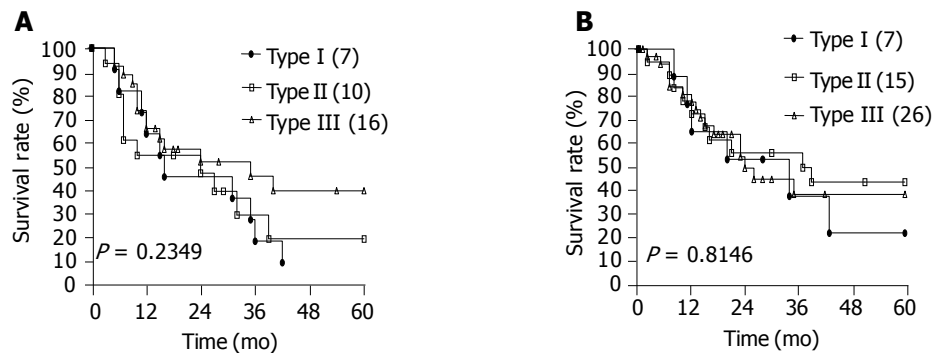 A
100
90
80
70
60
50
40
30
20
10
0
Survival rate (%)
Type I (7)
Type II (10)
Type III (16)
P = 0.2349
0 12 24 36 48 60
Time (mo)
B
100
90
80
70
60
50
40
30
20
10
0
Survival rate (%)
Type I (7)
Type II (15)
Type III (26)
P = 0.8146
0 12 24 36 48 60
Time (mo)